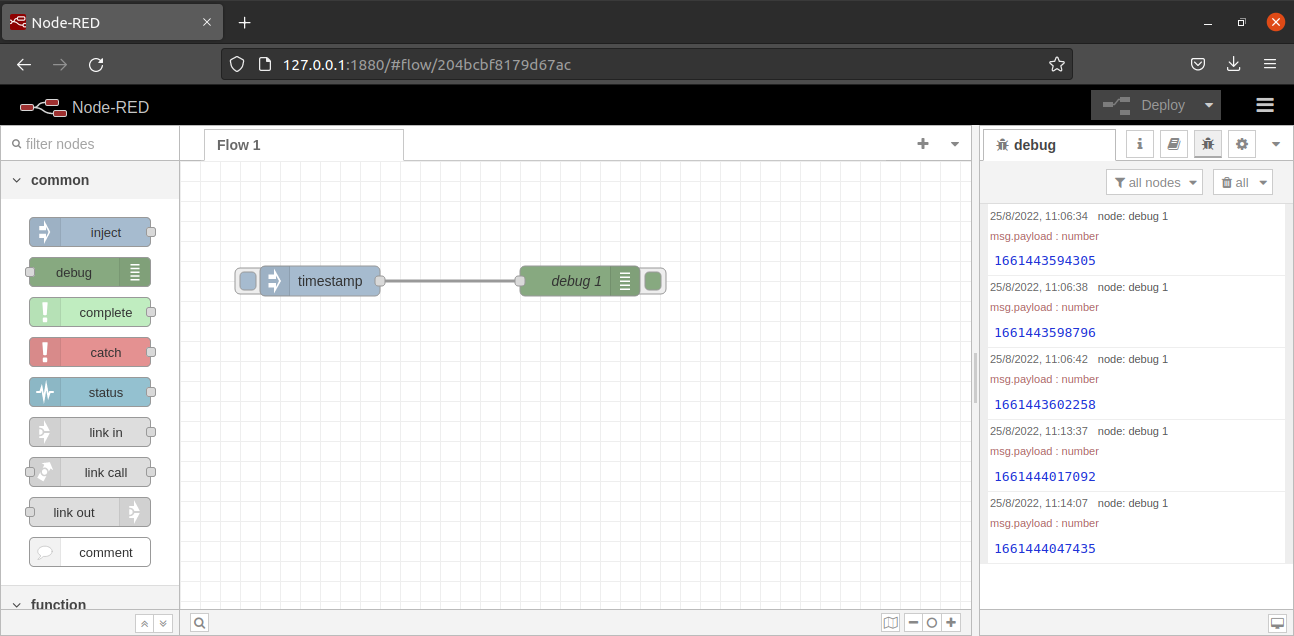 Node-RED
127.0.0.1:1880/#flow/204bcbf8179d67ac
Node-RED
Deploy
filter nodes
common
inject
debug
complete
catch
status
link in
link call
link out
comment
function
Flow 1
timestamp
debug 1
debug
all nodes
all
25/8/2022, 11:06:34 node: debug 1
msg.payload : number
1661443594305
25/8/2022, 11:06:38 node: debug 1
msg.payload : number
1661443598796
25/8/2022, 11:06:42 node: debug 1
msg.payload : number
1661443602258
25/8/2022, 11:13:37 node: debug 1
msg.payload : number
1661444017092
25/8/2022, 11:14:07 node: debug 1
msg.payload : number
1661444047435